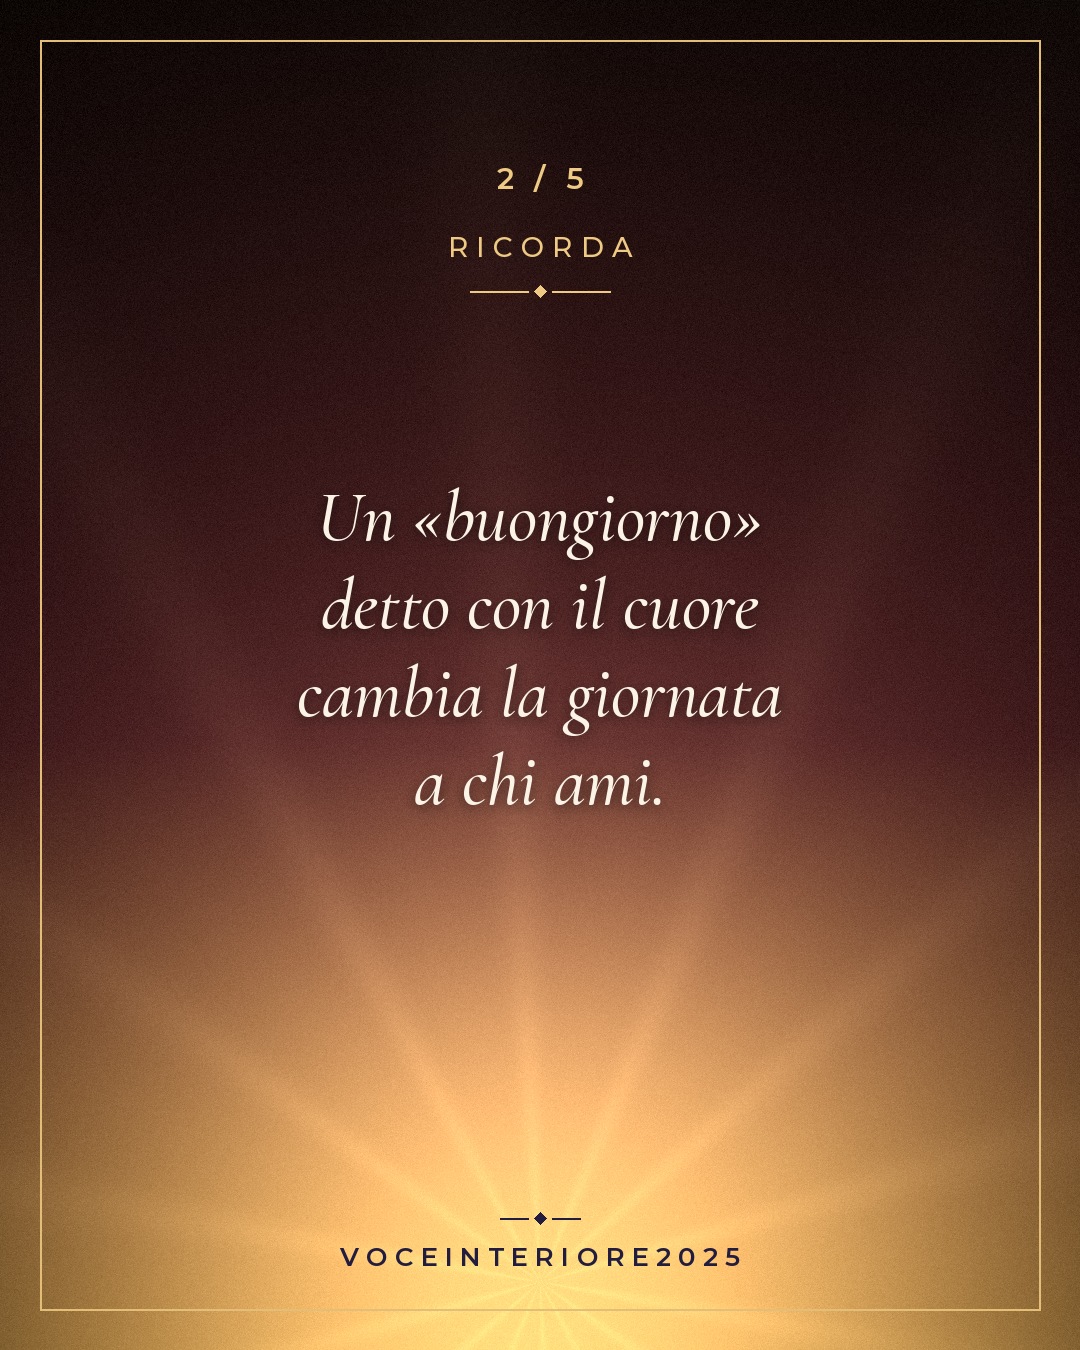 2 / 5
RICORDA
Un «buongiorno»
detto con il cuore
cambia la giornata
a chi ami.
VOCEINTERIORE2025